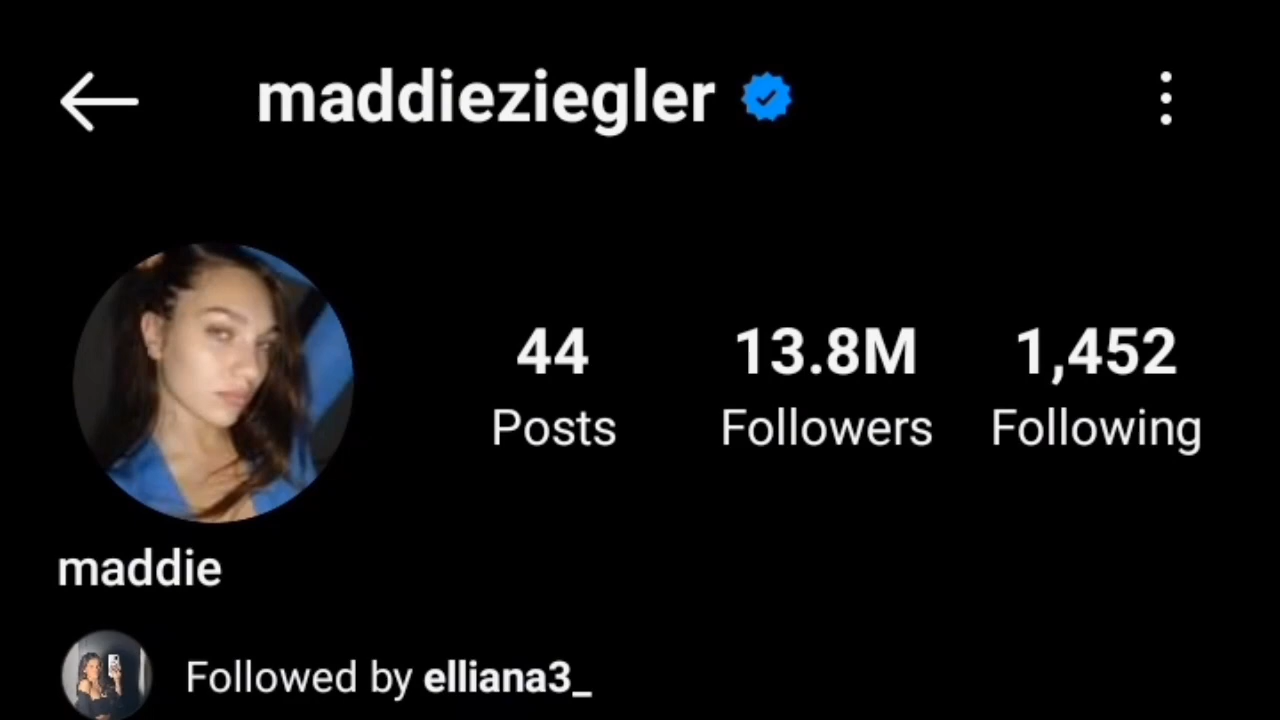 maddieziegler
44 13.8M 1,452
Posts Followers Following
maddie
Followed by elliana3_